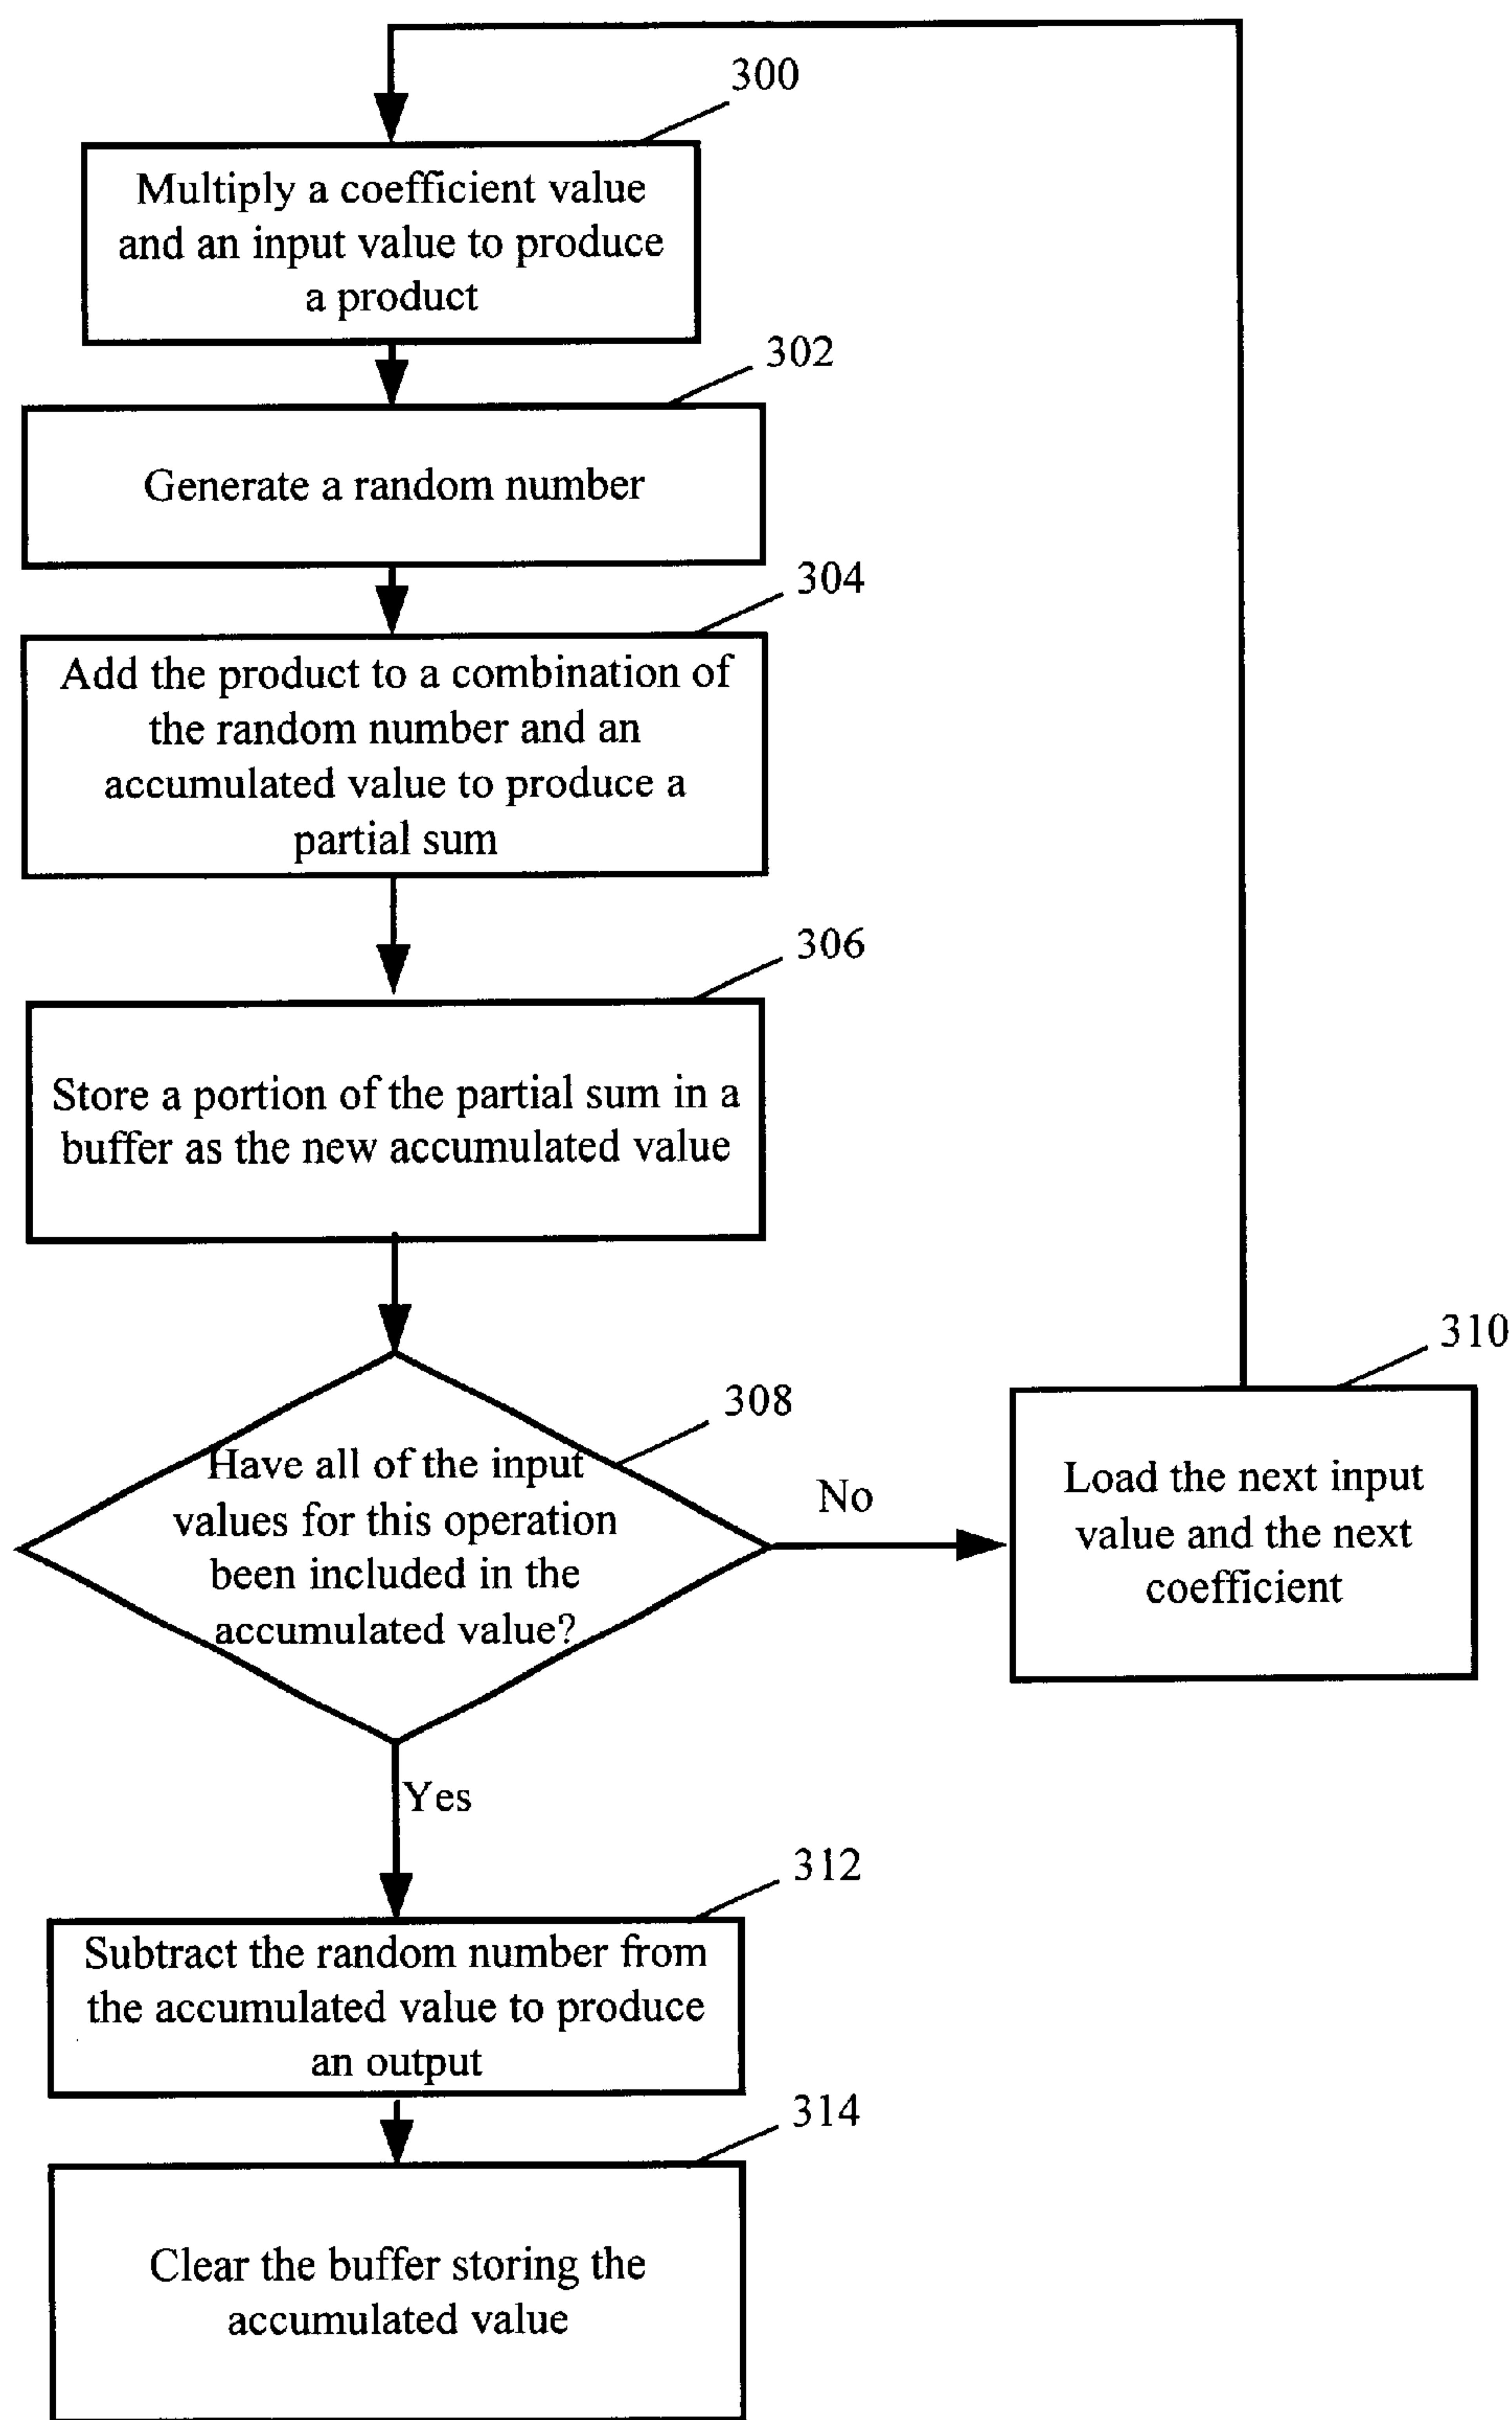 300
Multiply a coefficient value
and an input value to produce
a product
302
Generate a random number
304
Add the product to a combination of
the random number and an
accumulated value to produce a
partial sum
306
Store a portion of the partial sum in a
buffer as the new accumulated value
308
Have all of the input
values for this operation
been included in the
accumulated value?
No
310
Load the next input
value and the next
coefficient
Yes
312
Subtract the random number from
the accumulated value to produce
an output
314
Clear the buffer storing the
accumulated value